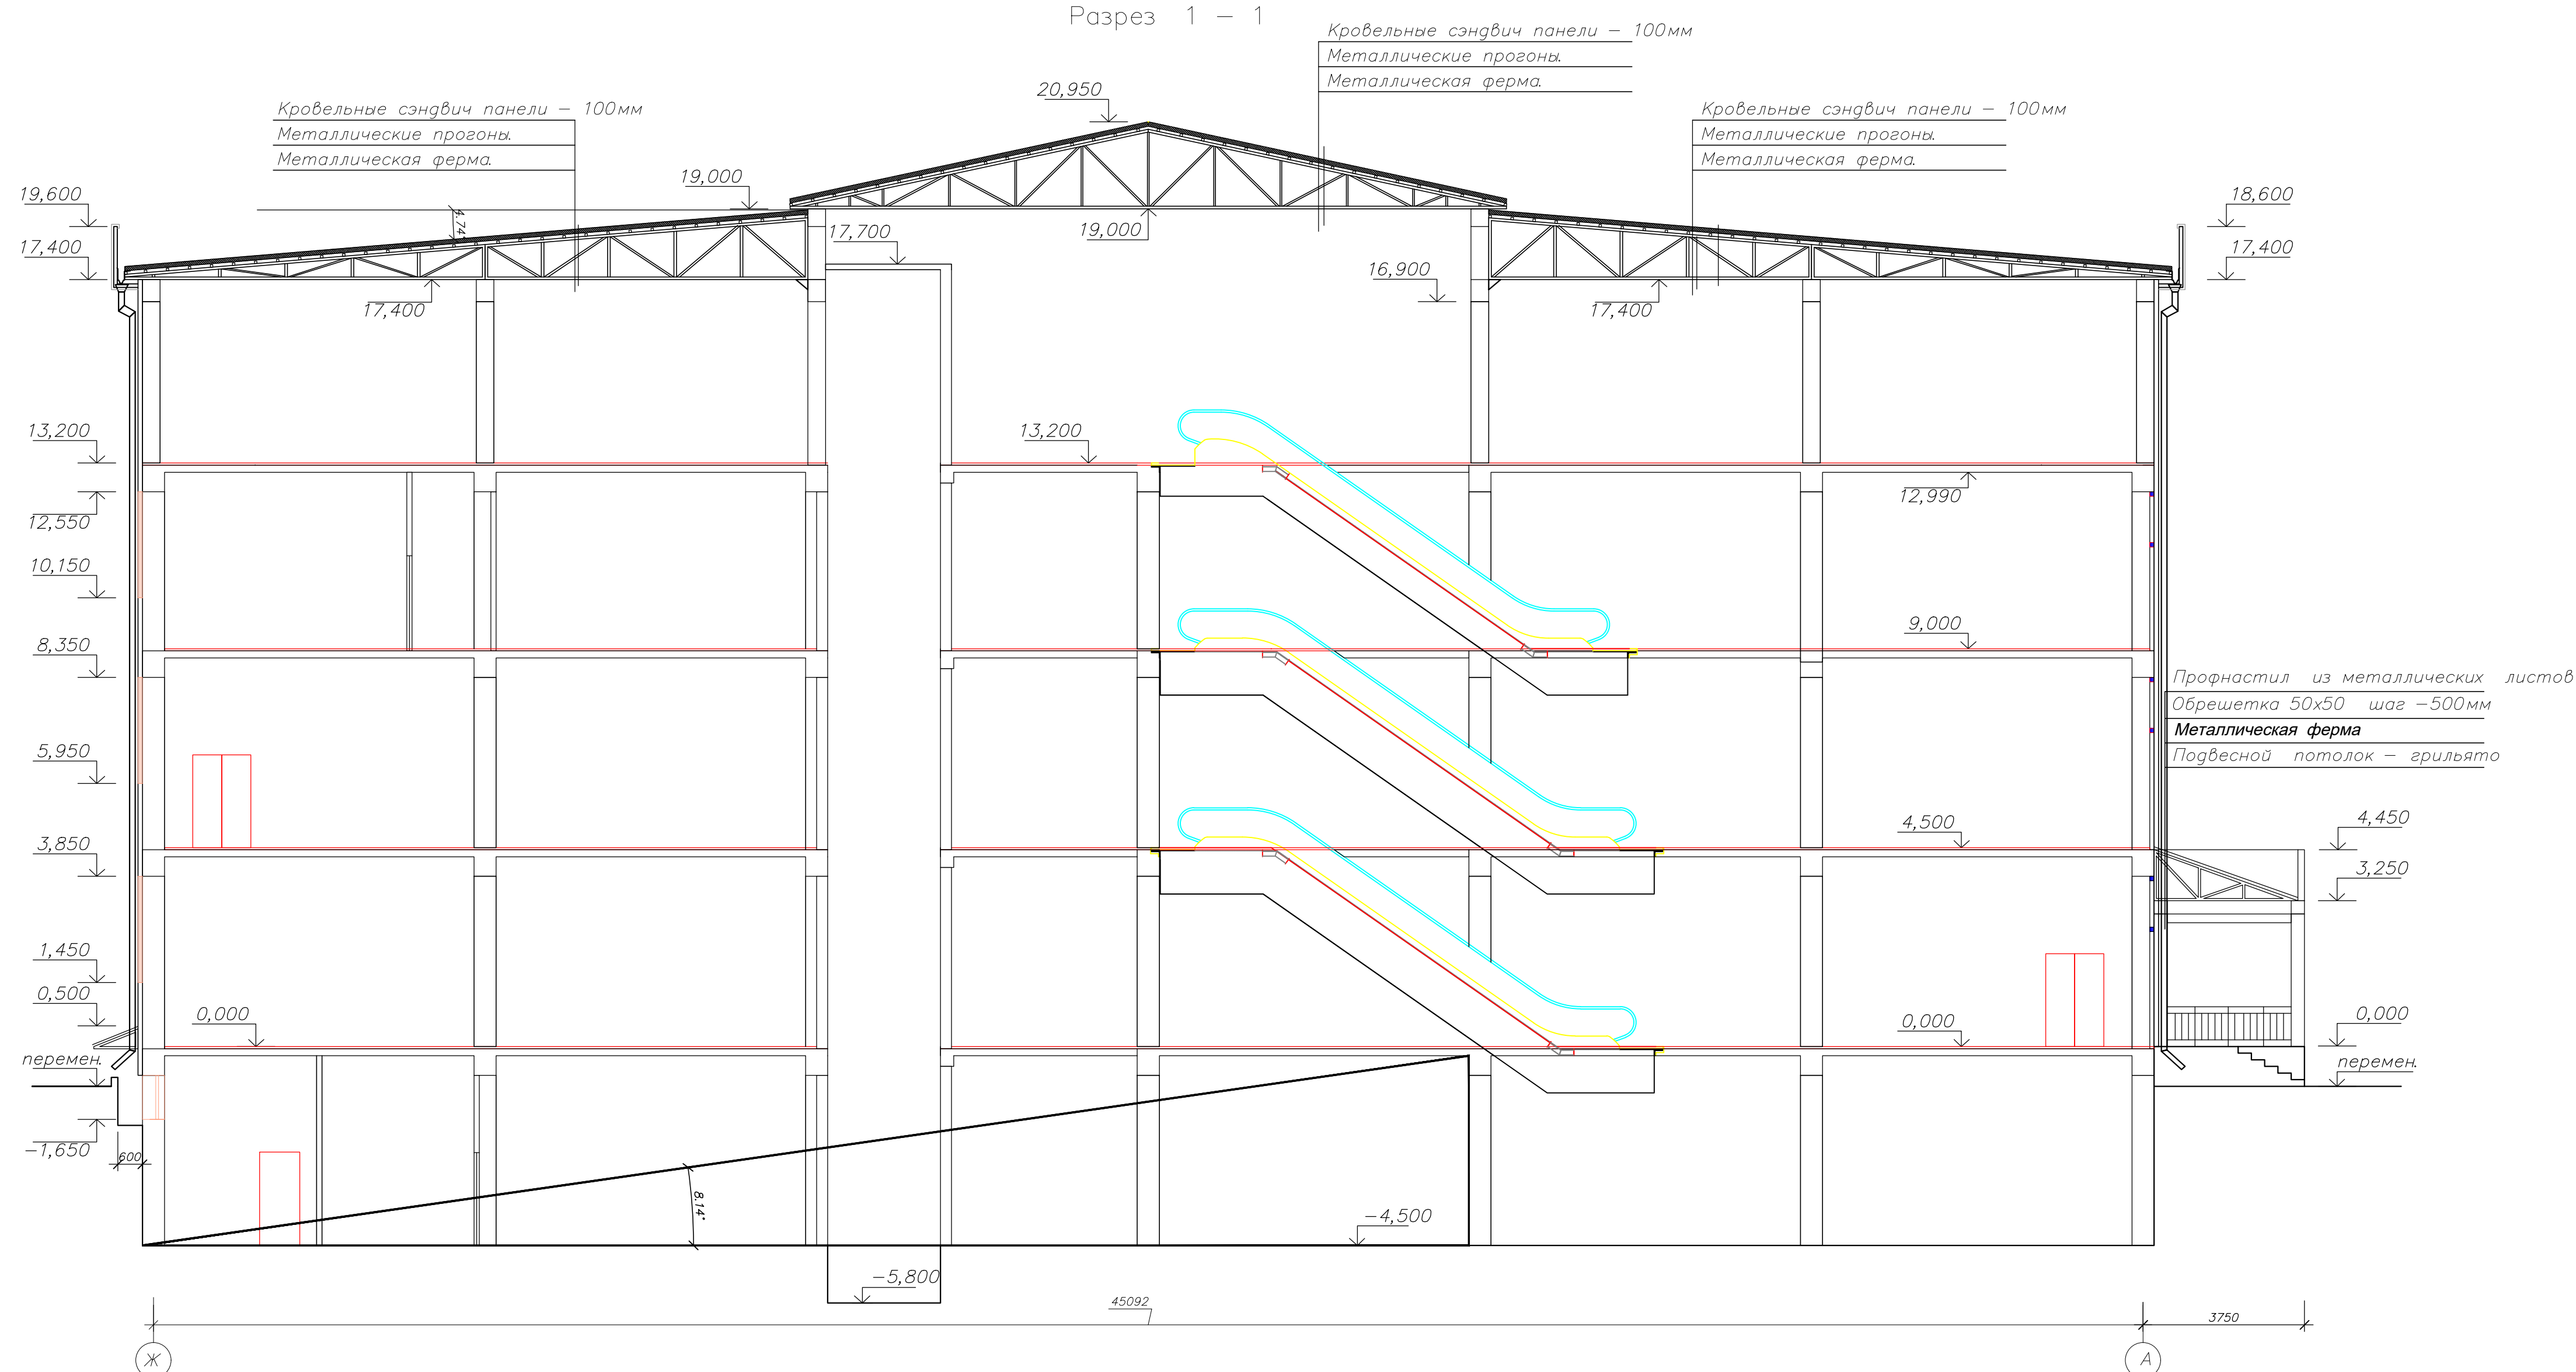 Разрез 1 – 1
Кровельные сэндвич панели – 100мм
Металлические прогоны.
Металлическая ферма.
20,950
Кровельные сэндвич панели – 100мм
Металлические прогоны.
Металлическая ферма.
Кровельные сэндвич панели – 100мм
Металлические прогоны.
Металлическая ферма.
19,600
19,000
18,600
4.74°
17,700
19,000
17,400
17,400
16,900
17,400
17,400
13,200
13,200
12,990
12,550
10,150
8,350
9,000
Профнастил из металлических листов
Обрешетка 50х50 шаг –500мм
Металлическая ферма
Подвесной потолок – грильято
5,950
3,850
4,500
4,450
3,250
1,450
0,500
0,000
0,000
0,000
перемен.
перемен.
–1,650
600
8.14°
–4,500
–5,800
45092
3750
Ж
А